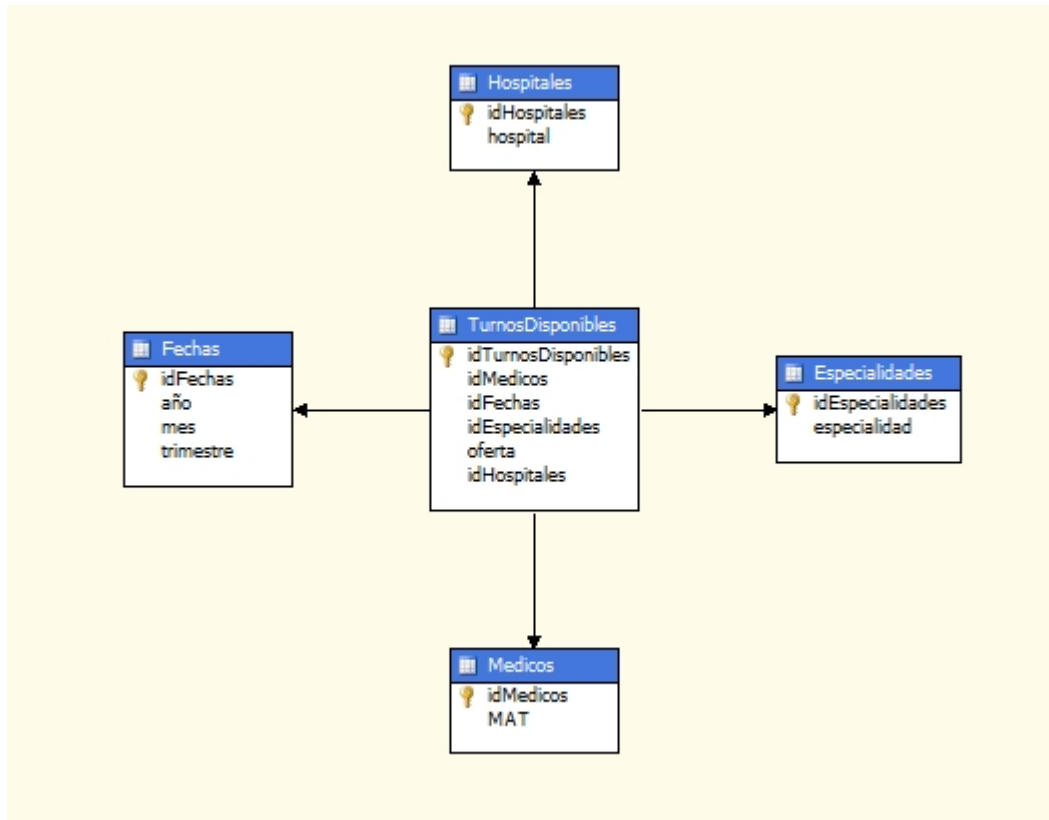 Hospitales
idHospitales
hospital
Fechas
idFechas
año
mes
trimestre
TurnosDisponibles
idTurnosDisponibles
idMedicos
idFechas
idEspecialidades
oferta
idHospitales
Especialidades
idEspecialidades
especialidad
Medicos
idMedicos
MAT